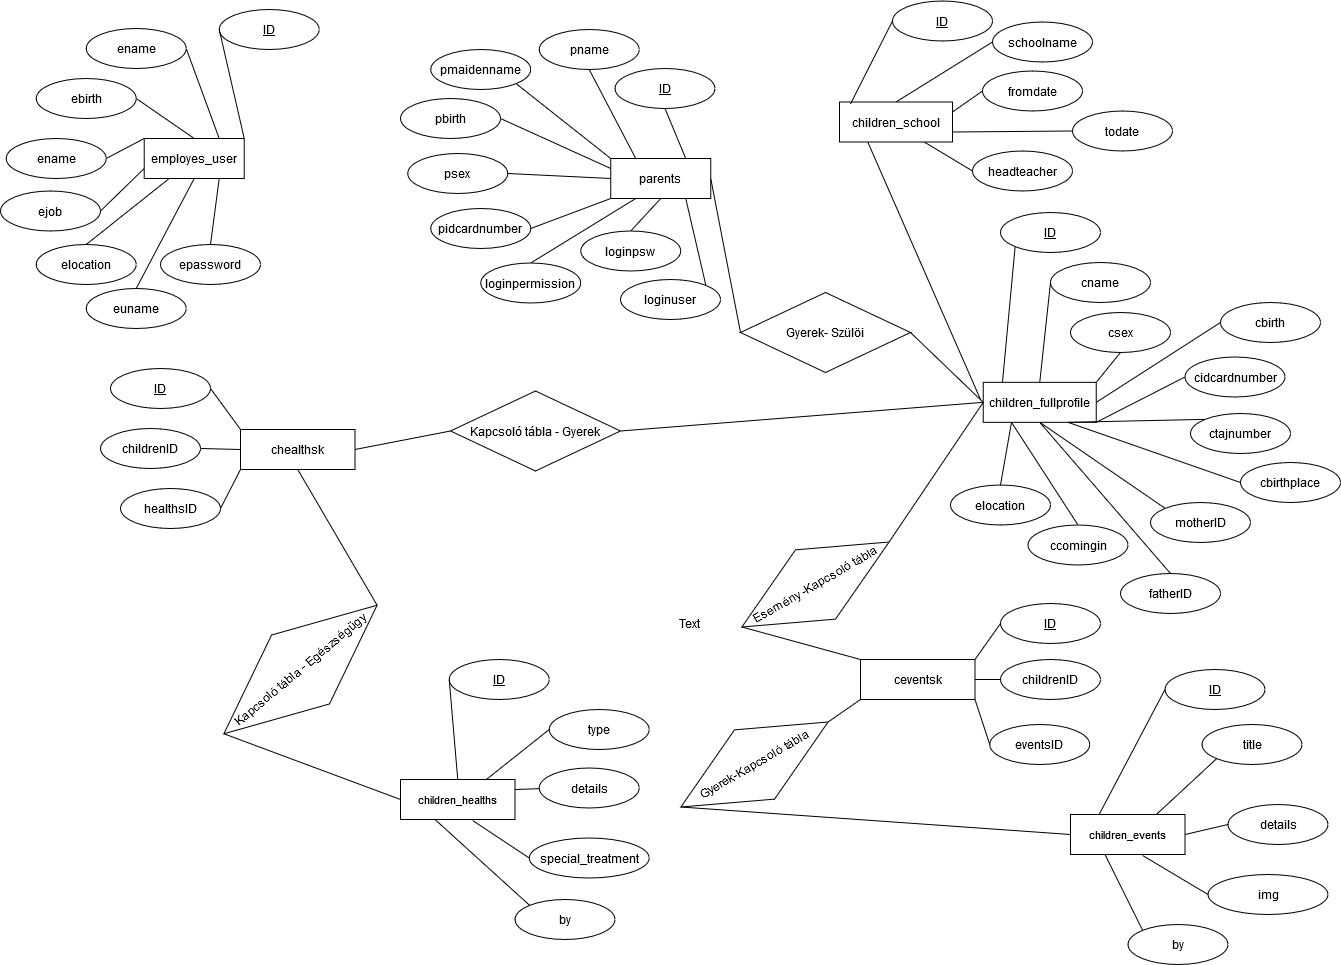 ID
ename
ebirth
ename
ejob
elocation
euname
epassword
employes_user
pname
pmaidenname
ID
pbirth
psex
pidcardnumber
loginpermission
loginpsw
loginuser
parents
ID
schoolname
fromdate
todate
headteacher
children_school
Gyerek- Szülöi
ID
cname
csex
cbirth
cidcardnumber
ctajnumber
cbirthplace
motherID
fatherID
ccomingin
elocation
children_fullprofile
ID
childrenID
healthsID
chealthsk
Kapcsoló tábla - Gyerek
Kapcsoló tábla - Egészségügy
Esemény-Kapcsoló tábla
Text
ID
childrenID
eventsID
ceventsk
Gyerek-Kapcsoló tábla
ID
type
details
special_treatment
by
children_healths
ID
title
details
img
by
children_events